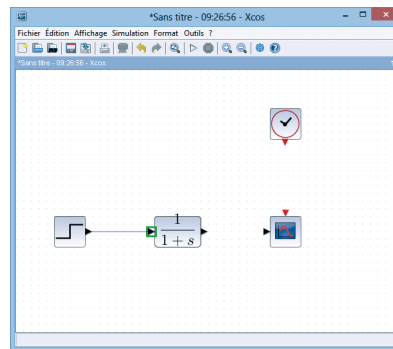 *Sans titre - 09:26:56 - Xcos
Fichier Édition Affichage Simulation Format Outils ?
*Sans titre - 09:26:56 - Xcos
1
1 + s